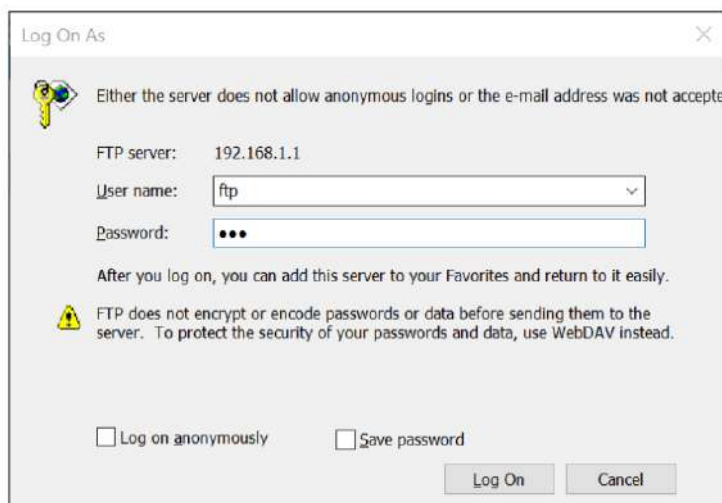 Log On As
Either the server does not allow anonymous logins or the e-mail address was not accepte
FTP server: 192.168.1.1
User name: ftp
Password: •••
After you log on, you can add this server to your Favorites and return to it easily.
FTP does not encrypt or encode passwords or data before sending them to the
server. To protect the security of your passwords and data, use WebDAV instead.
Log on anonymously Save password
Log On Cancel